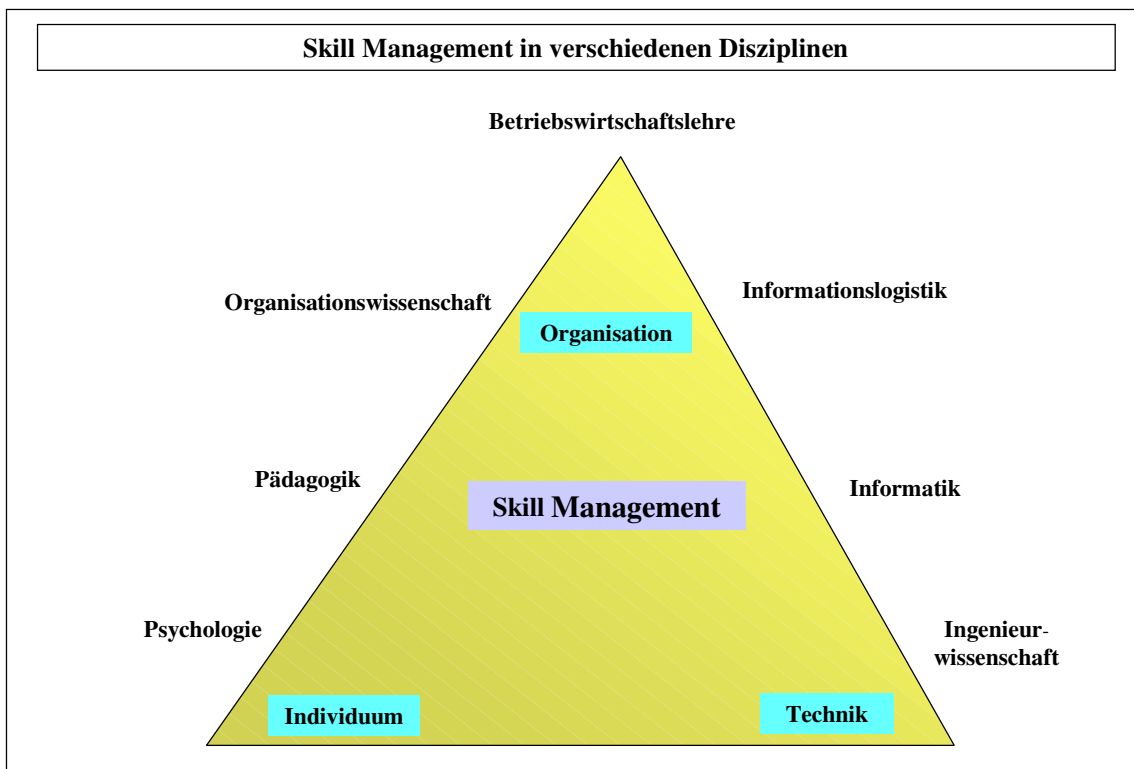 Skill Management in verschiedenen Disziplinen
Betriebswirtschaftslehre
Organisationswissenschaft
Informationslogistik
Organisation
Pädagogik
Informatik
Skill Management
Psychologie
Ingenieur-
wissenschaft
Individuum
Technik